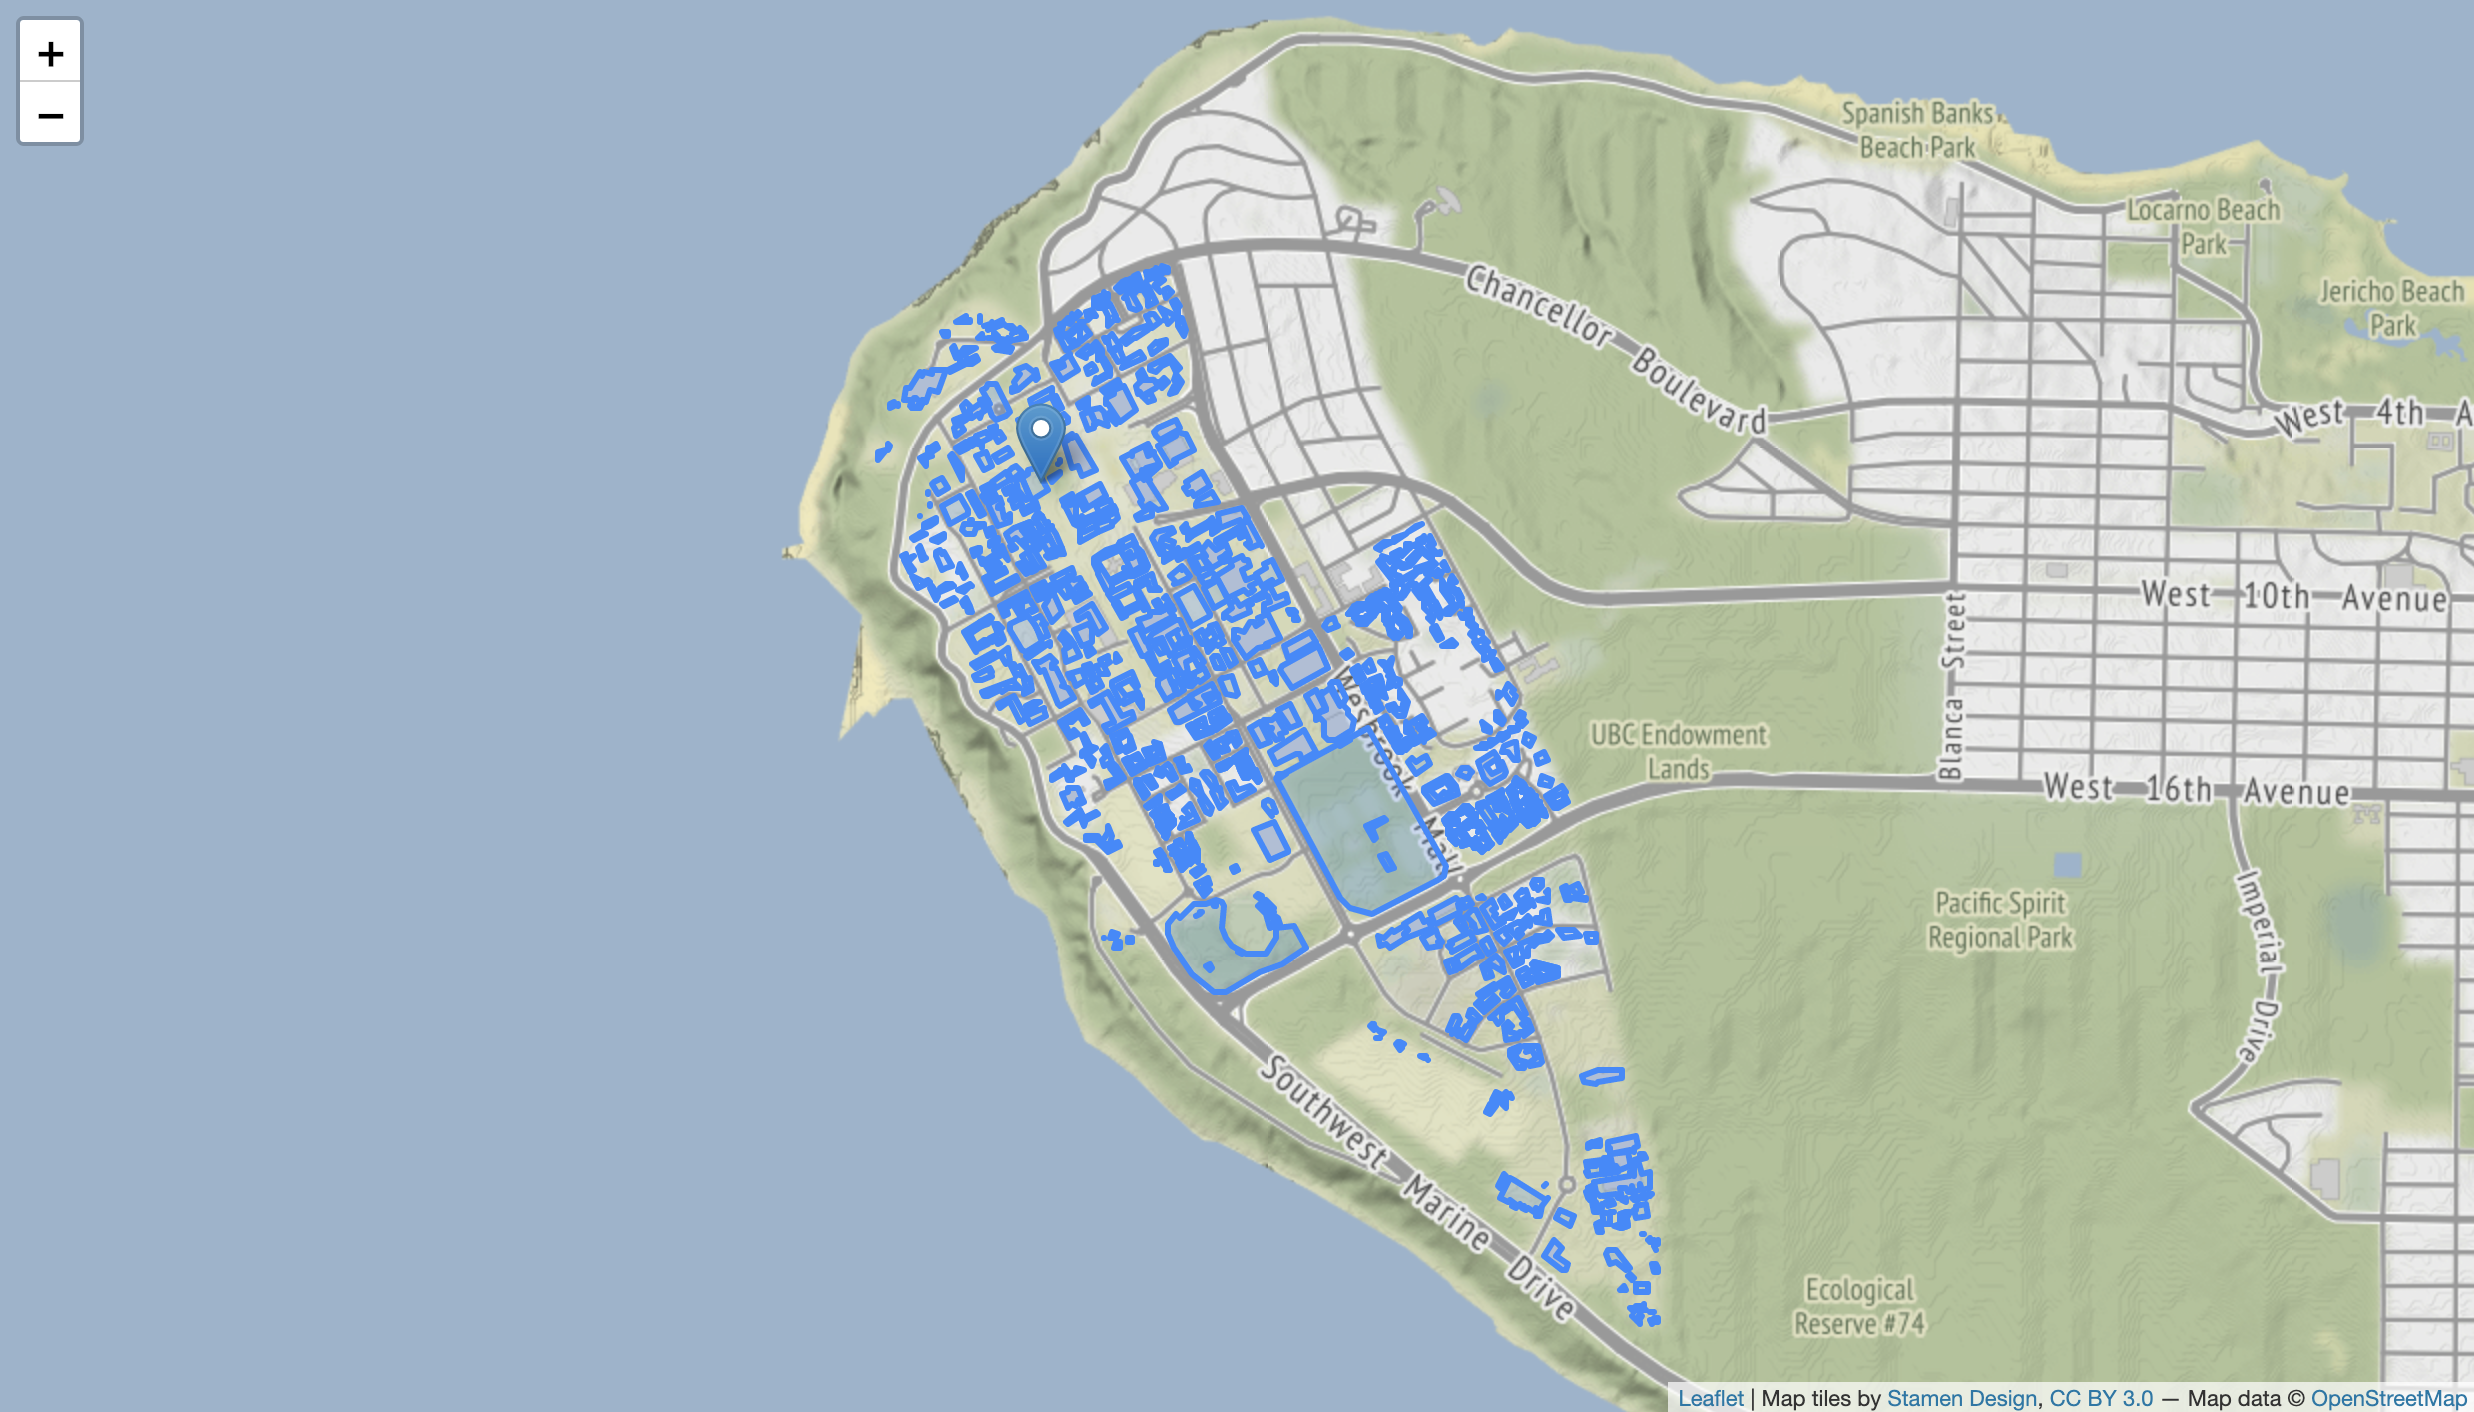 +
−
Spanish Banks
Beach Park
Locarno Beach
Park
Jericho Beach
Park
Chancellor Boulevard
West 4th A
West 10th Avenue
Blanca Street
Wesbrook Mall
UBC Endowment
Lands
West 16th Avenue
Imperial Drive
Pacific Spirit
Regional Park
Southwest Marine Drive
Ecological
Reserve #74
Leaflet | Map tiles by Stamen Design, CC BY 3.0 — Map data © OpenStreetMap